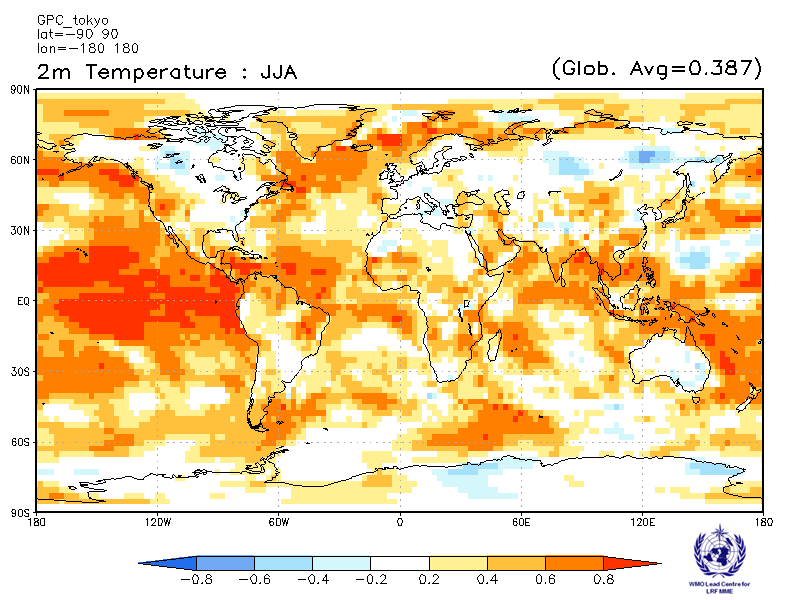 GPC_tokyo
lat=−90 90
lon=−180 180
2m Temperature : JJA (Glob. Avg=0.387)
90N
60N
30N
EQ
30S
60S
90S
180 120W 60W 0 60E 120E 180
−0.8 −0.6 −0.4 −0.2 0.2 0.4 0.6 0.8
WMO Lead Centre for
LRF MME